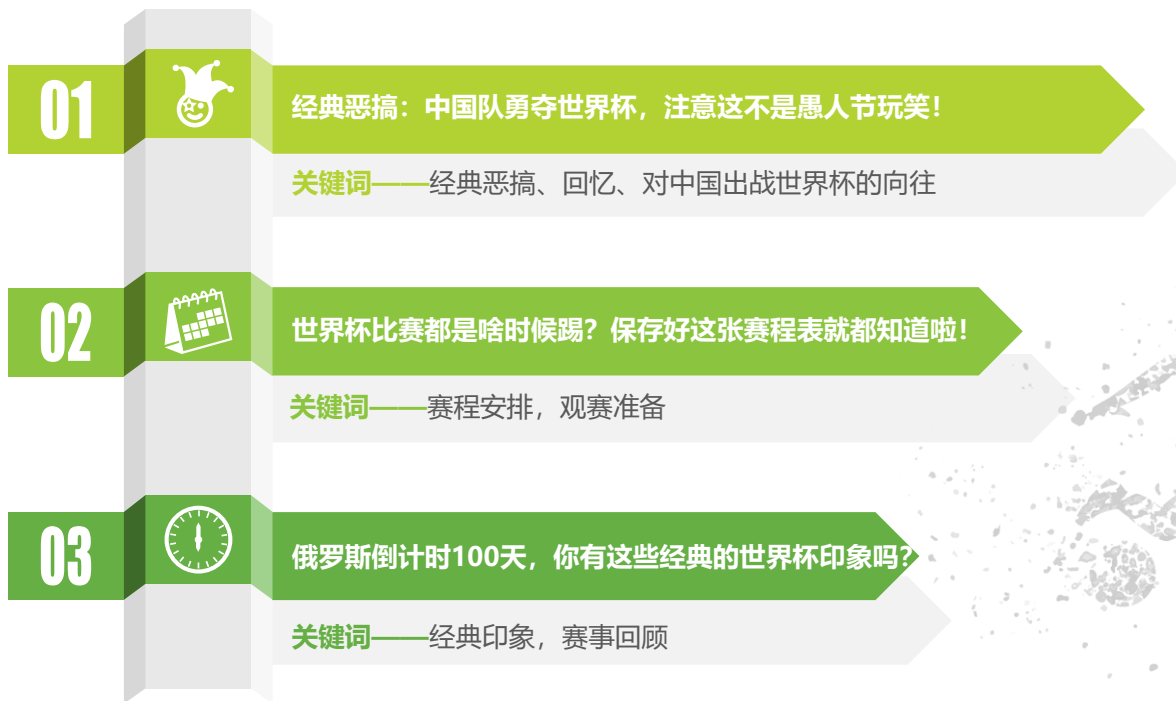 01
经典恶搞：中国队勇夺世界杯，注意这不是愚人节玩笑！
关键词——经典恶搞、回忆、对中国出战世界杯的向往
02
世界杯比赛都是啥时候踢？保存好这张赛程表就都知道啦！
关键词——赛程安排，观赛准备
03
俄罗斯倒计时100天，你有这些经典的世界杯印象吗？
关键词——经典印象，赛事回顾